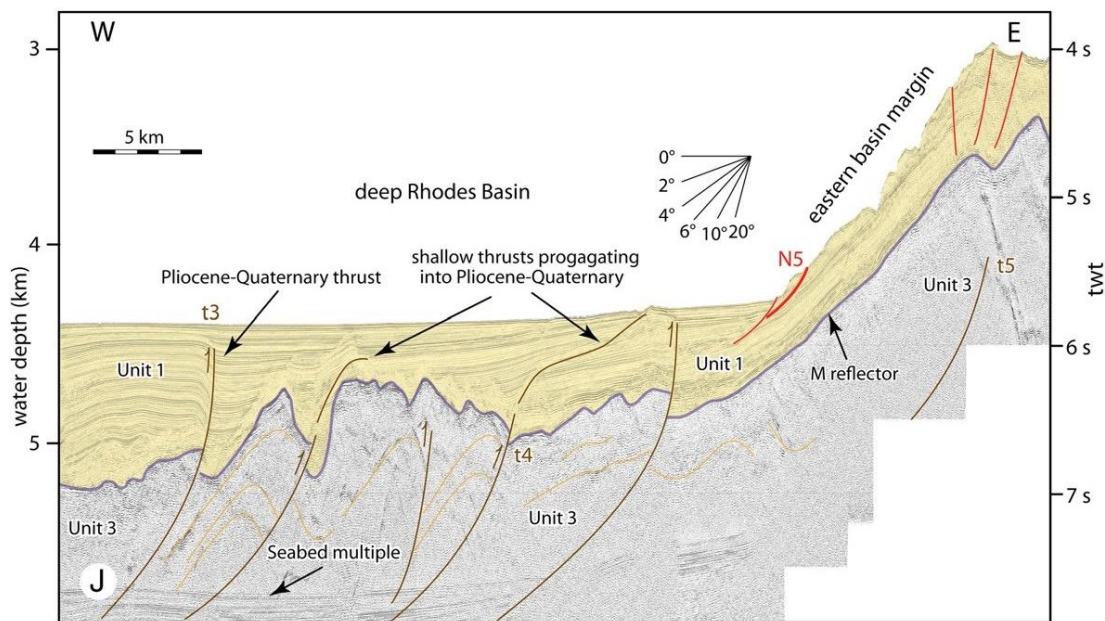 W
E
3
4 s
5 km
eastern basin margin
0°
2°
4°
6°
10°
20°
deep Rhodes Basin
5 s
4
shallow thrusts progagating
into Pliocene-Quaternary
N5
t5
Pliocene-Quaternary thrust
Unit 3
t3
water depth (km)
twt
Unit 1
Unit 1
6 s
M reflector
5
t4
7 s
Unit 3
Unit 3
Seabed multiple
J